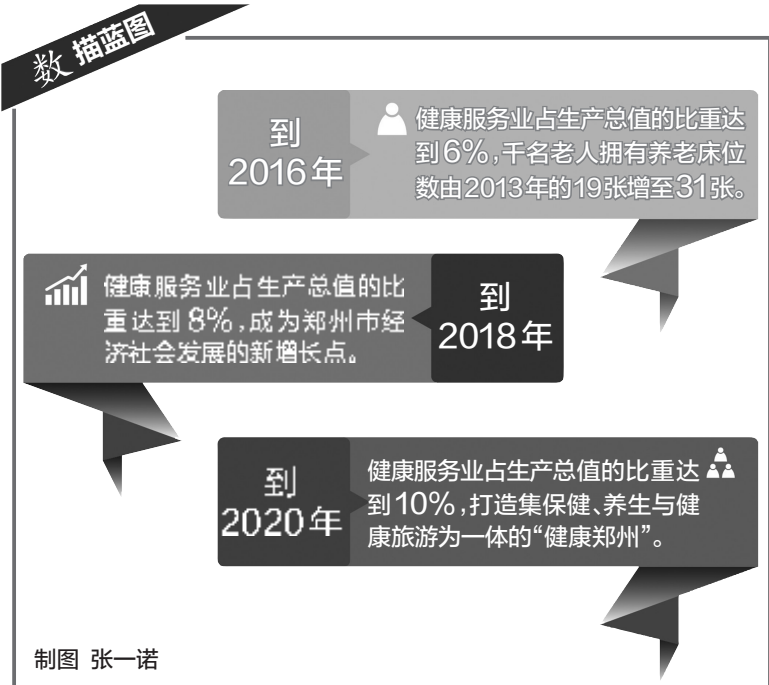 数描蓝图
到
2016年
健康服务业占生产总值的比重达
到6%,千名老人拥有养老床位
数由2013年的19张增至31张。
健康服务业占生产总值的比
重达到8%,成为郑州市经
济社会发展的新增长点。
到
2018年
到
2020年
健康服务业占生产总值的比重达
到10%,打造集保健、养生与健
康旅游为一体的“健康郑州”。
制图 张一诺